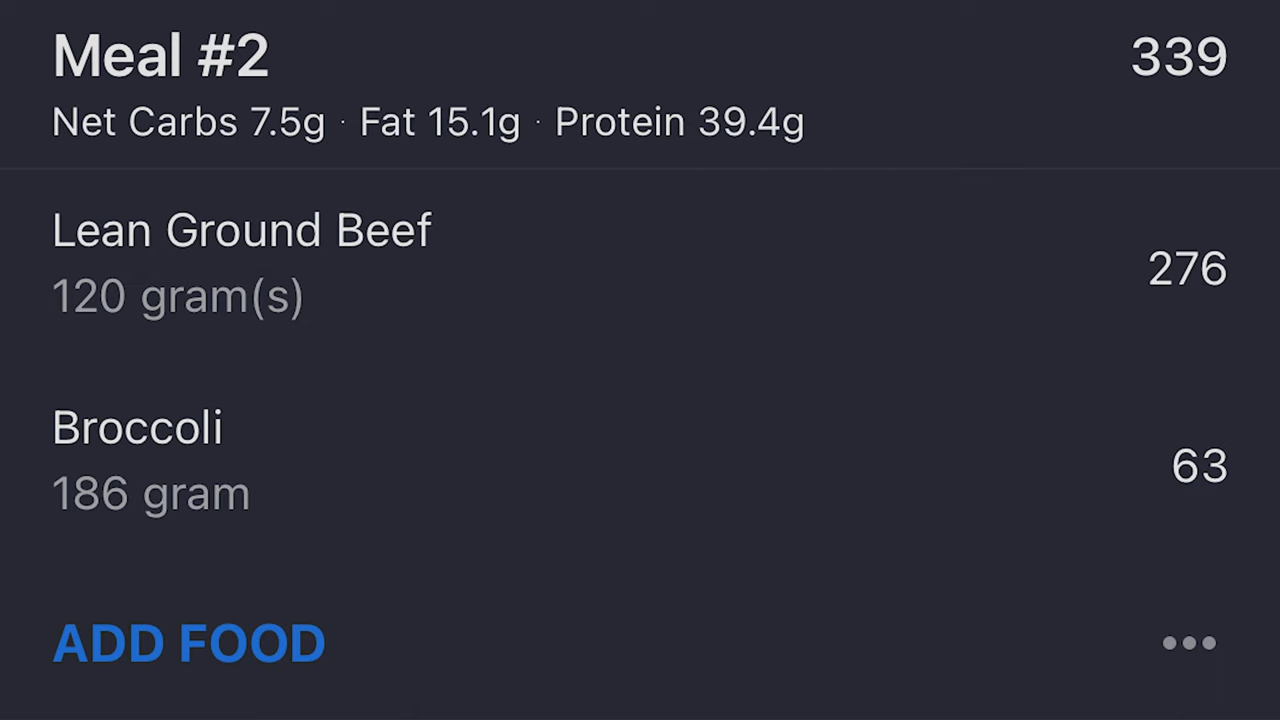 Meal #2
339
Net Carbs 7.5g · Fat 15.1g · Protein 39.4g
Lean Ground Beef
276
120 gram(s)
Broccoli
63
186 gram
ADD FOOD